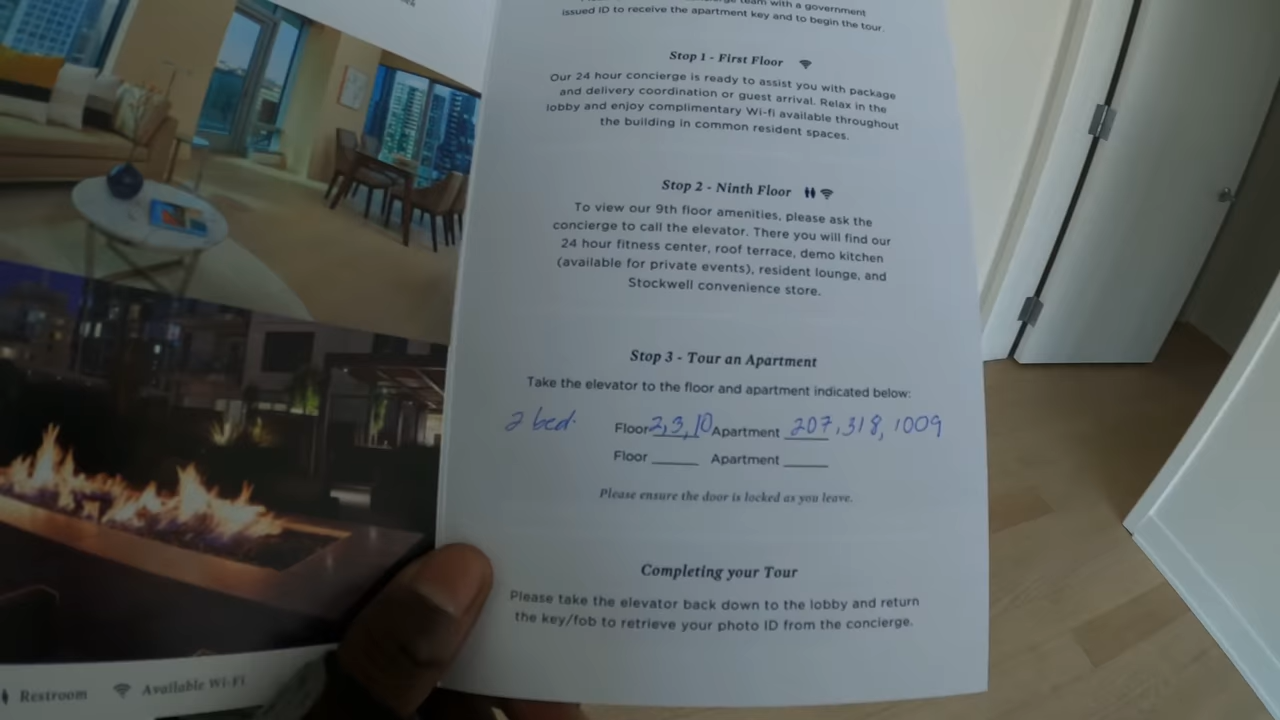 team with a government
issued ID to receive the apartment key and to begin the tour.
Stop 1 - First Floor
Our 24 hour concierge is ready to assist you with package
and delivery coordination or guest arrival. Relax in the
lobby and enjoy complimentary Wi-fi available throughout
the building in common resident spaces.
Stop 2 - Ninth Floor
To view our 9th floor amenities, please ask the
concierge to call the elevator. There you will find our
24 hour fitness center, roof terrace, demo kitchen
(available for private events), resident lounge, and
Stockwell convenience store.
Stop 3 - Tour an Apartment
Take the elevator to the floor and apartment indicated below:
2 bed. Floor 2,3,10 Apartment 207,318, 1009
Floor _____ Apartment _____
Please ensure the door is locked as you leave.
Completing your Tour
Please take the elevator back down to the lobby and return
the key/fob to retrieve your photo ID from the concierge.
Restroom Available Wi-Fi